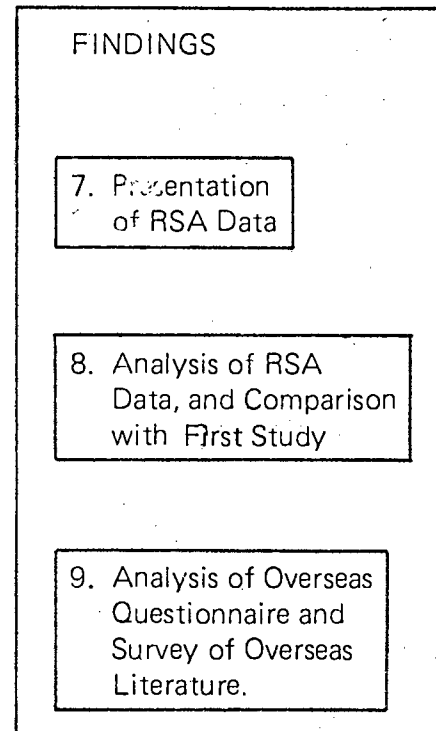 FINDINGS
7. Presentation
of RSA Data
8. Analysis of RSA
Data, and Comparison
with First Study
9. Analysis of Overseas
Questionnaire and
Survey of Overseas
Literature.